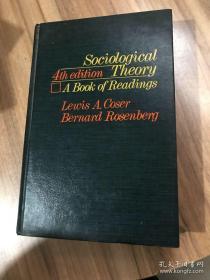 Sociological
4th edition Theory
A Book of Readings
Lewis A. Coser
Bernard Rosenberg